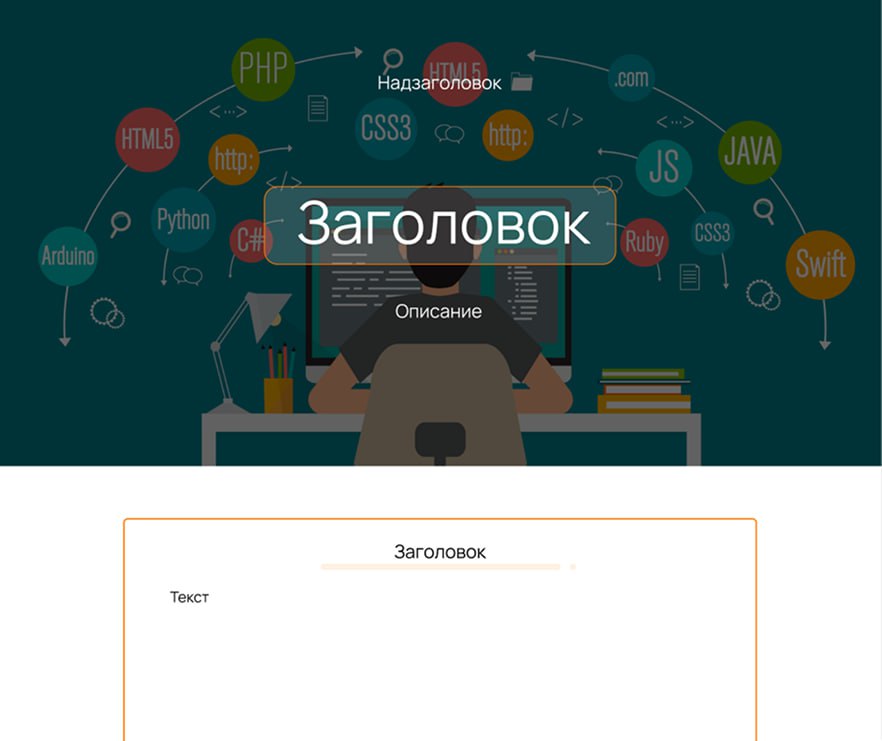 PHP
HTML5
Надзаголовок
.com
HTML5
CSS3
http:
JAVA
http:
JS
Python
Заголовок
C#
Ruby
CSS3
Arduino
Swift
Описание
Заголовок
Текст